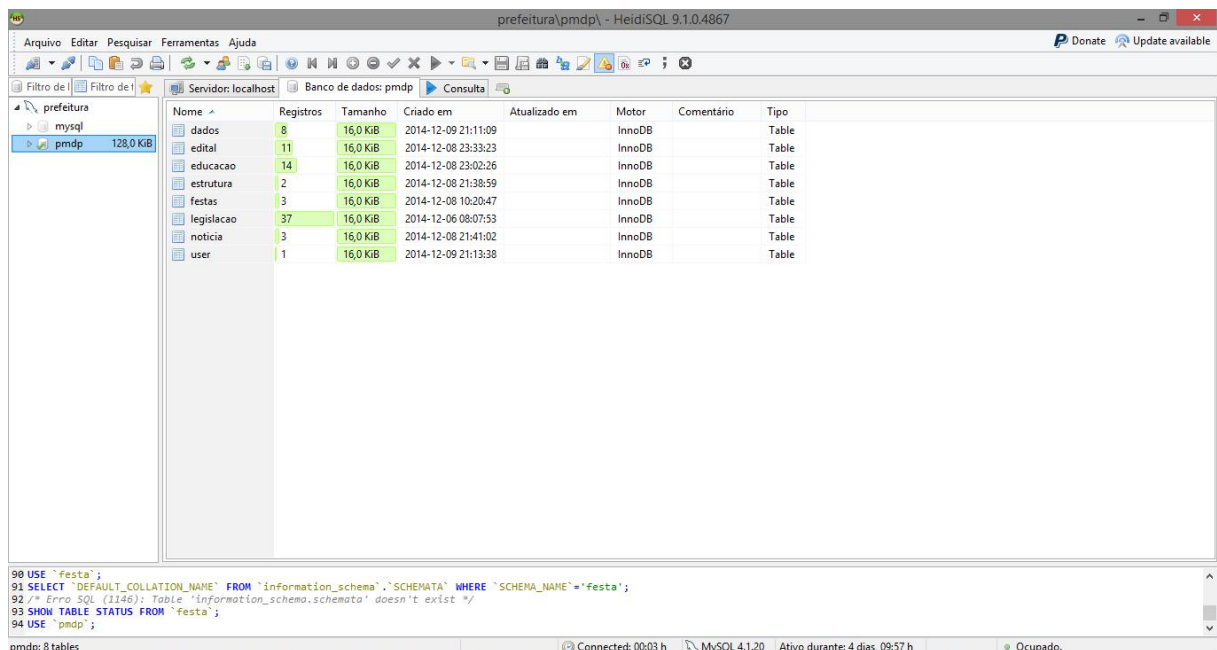 prefeitura\pmdp\ - HeidiSQL 9.1.0.4867
Arquivo Editar Pesquisar Ferramentas Ajuda
Donate Update available
Filtro de l Filtro de t
Servidor: localhost Banco de dados: pmdp Consulta
prefeitura
mysql
pmdp 128,0 KiB
Nome Registros Tamanho Criado em Atualizado em Motor Comentário Tipo
dados 8 16,0 KiB 2014-12-09 21:11:09 InnoDB Table
edital 11 16,0 KiB 2014-12-08 23:33:23 InnoDB Table
educacao 14 16,0 KiB 2014-12-08 23:02:26 InnoDB Table
estrutura 2 16,0 KiB 2014-12-08 21:38:59 InnoDB Table
festas 3 16,0 KiB 2014-12-08 10:20:47 InnoDB Table
legislacao 37 16,0 KiB 2014-12-06 08:07:53 InnoDB Table
noticia 3 16,0 KiB 2014-12-08 21:41:02 InnoDB Table
user 1 16,0 KiB 2014-12-09 21:13:38 InnoDB Table
90 USE `festa`;
91 SELECT `DEFAULT_COLLATION_NAME` FROM `information_schema`.`SCHEMATA` WHERE `SCHEMA_NAME`='festa';
92 /* Erro SQL (1146): Table 'information_schema.schemata' doesn't exist */
93 SHOW TABLE STATUS FROM `festa`;
94 USE `pmdp`;
pmdp: 8 tables Connected: 00:03 h MySQL 4.1.20 Ativo durante: 4 dias, 09:57 h Ocupado.